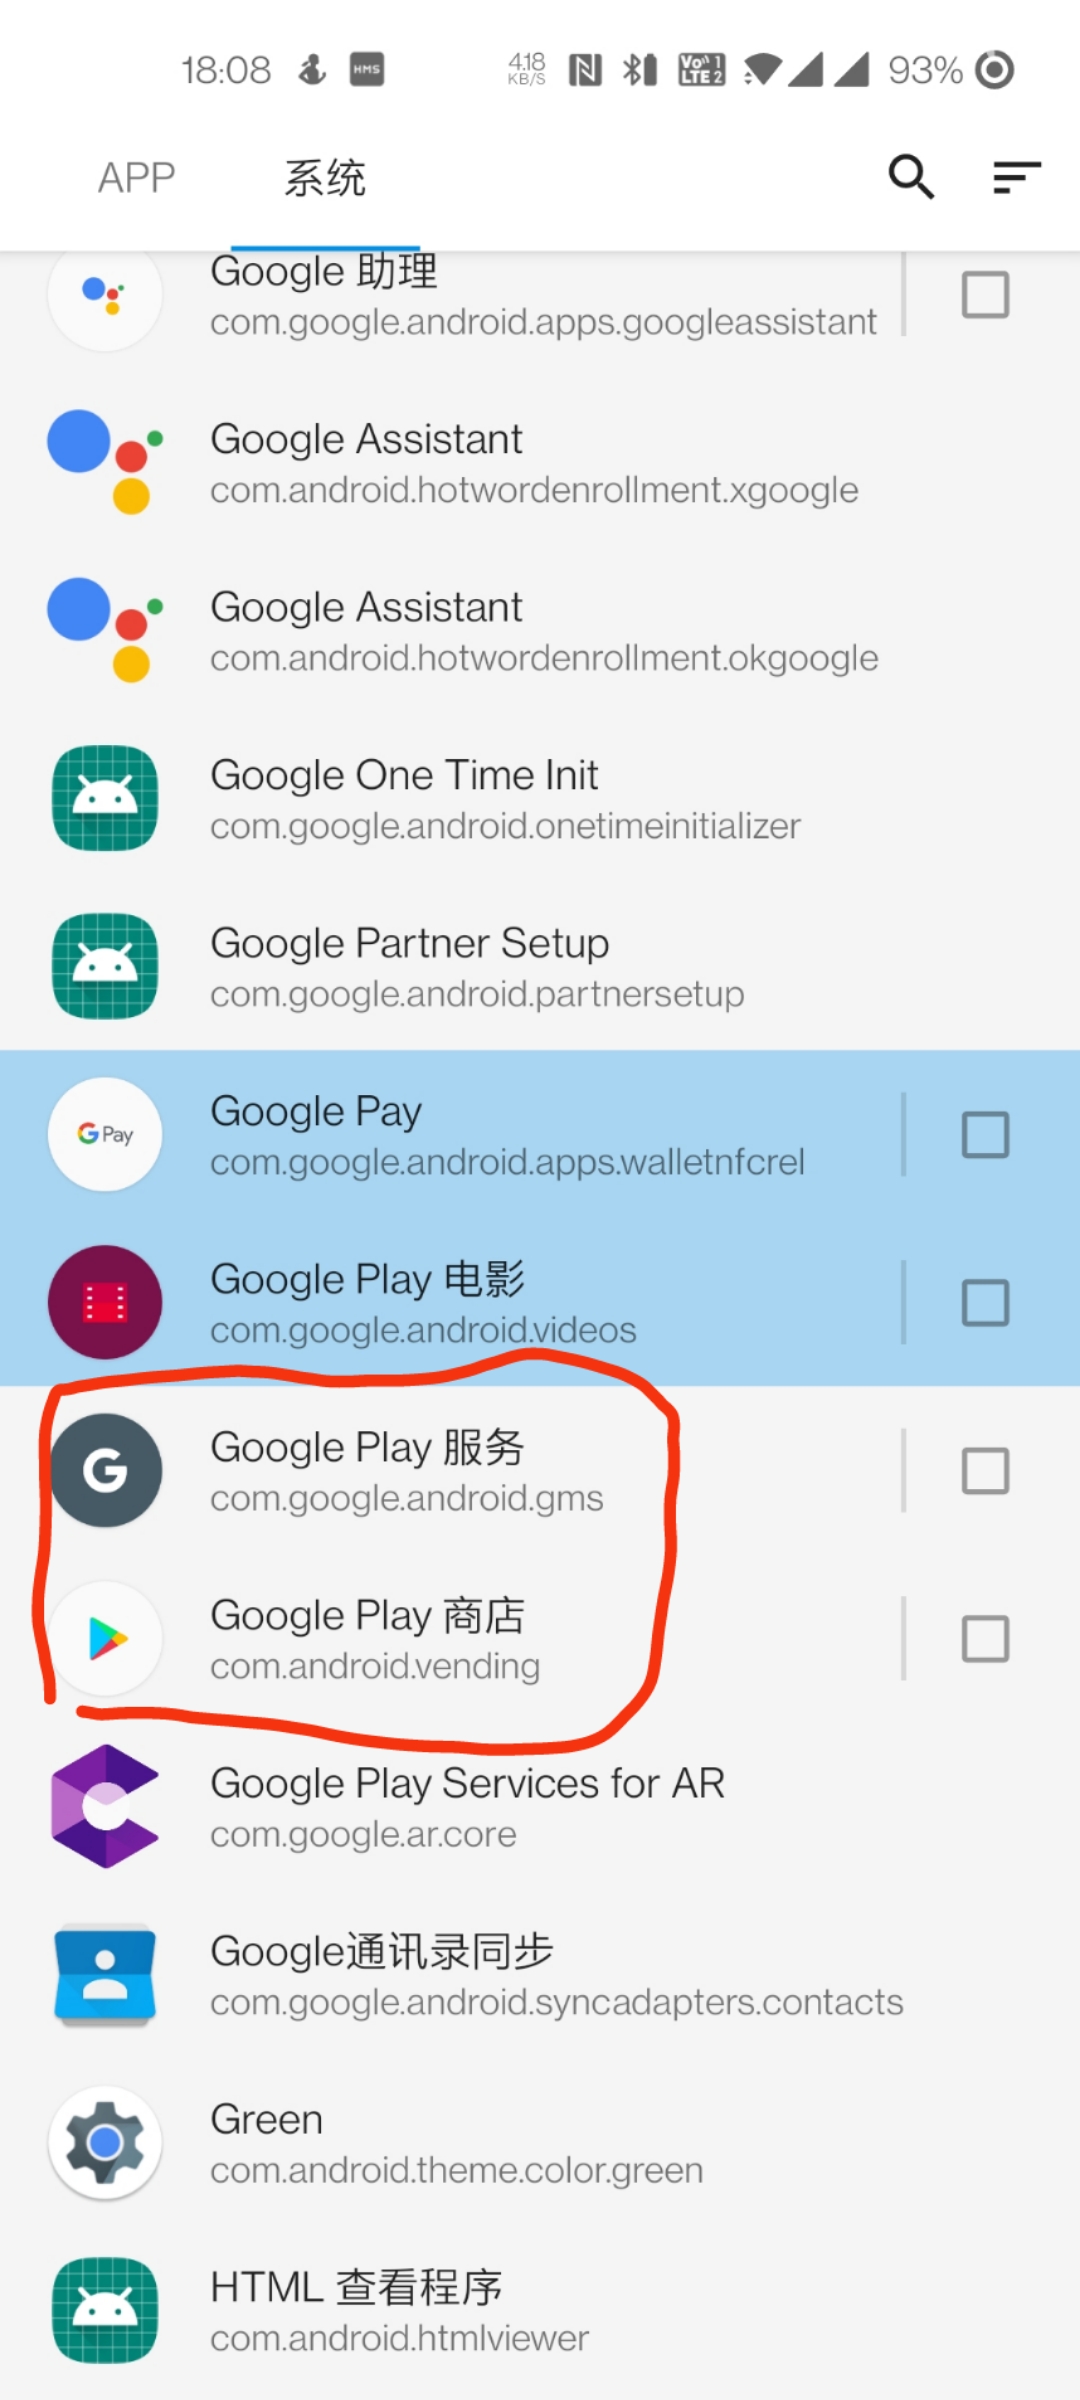 18:08
HMS
4.18
KB/S
Vo 1
LTE 2
93%
APP
系统
Google 助理
com.google.android.apps.googleassistant
Google Assistant
com.android.hotwordenrollment.xgoogle
Google Assistant
com.android.hotwordenrollment.okgoogle
Google One Time Init
com.google.android.onetimeinitializer
Google Partner Setup
com.google.android.partnersetup
G Pay
Google Pay
com.google.android.apps.walletnfcrel
Google Play 电影
com.google.android.videos
G
Google Play 服务
com.google.android.gms
Google Play 商店
com.android.vending
Google Play Services for AR
com.google.ar.core
Google通讯录同步
com.google.android.syncadapters.contacts
Green
com.android.theme.color.green
HTML 查看程序
com.android.htmlviewer